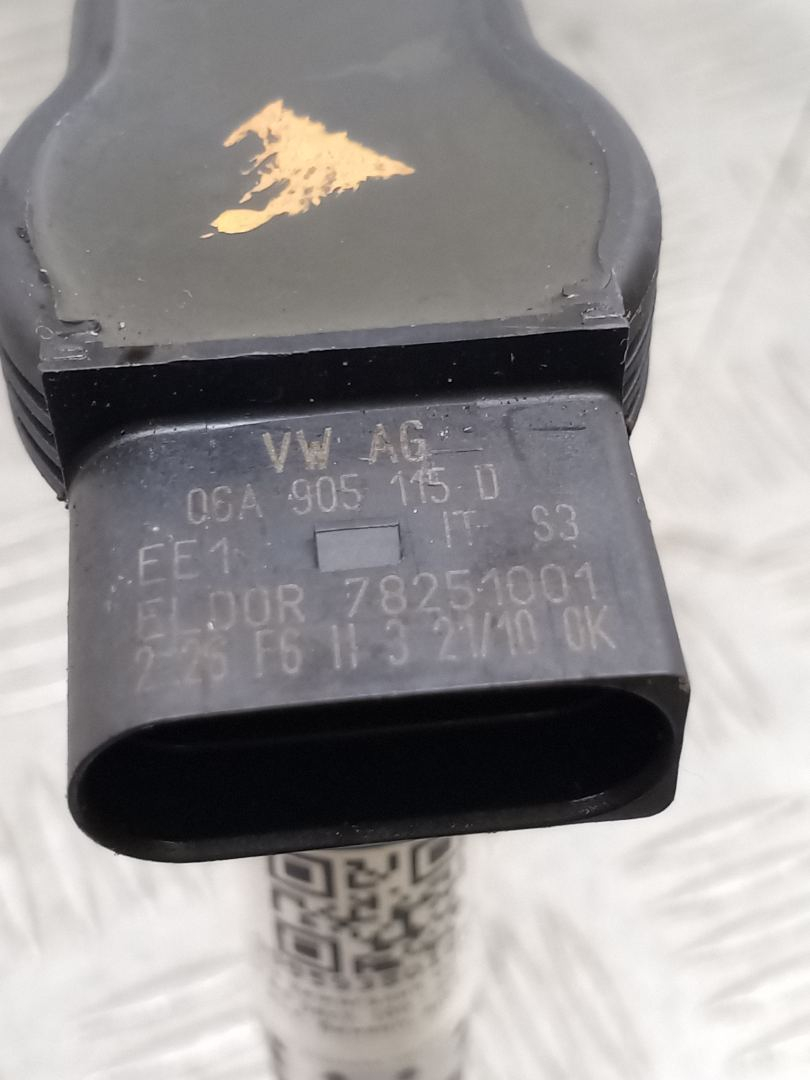 VW AG
06A 905 115 D
EE1 IT S3
ELDOR 78251001
2 26 F6 II 3 21/10 OK